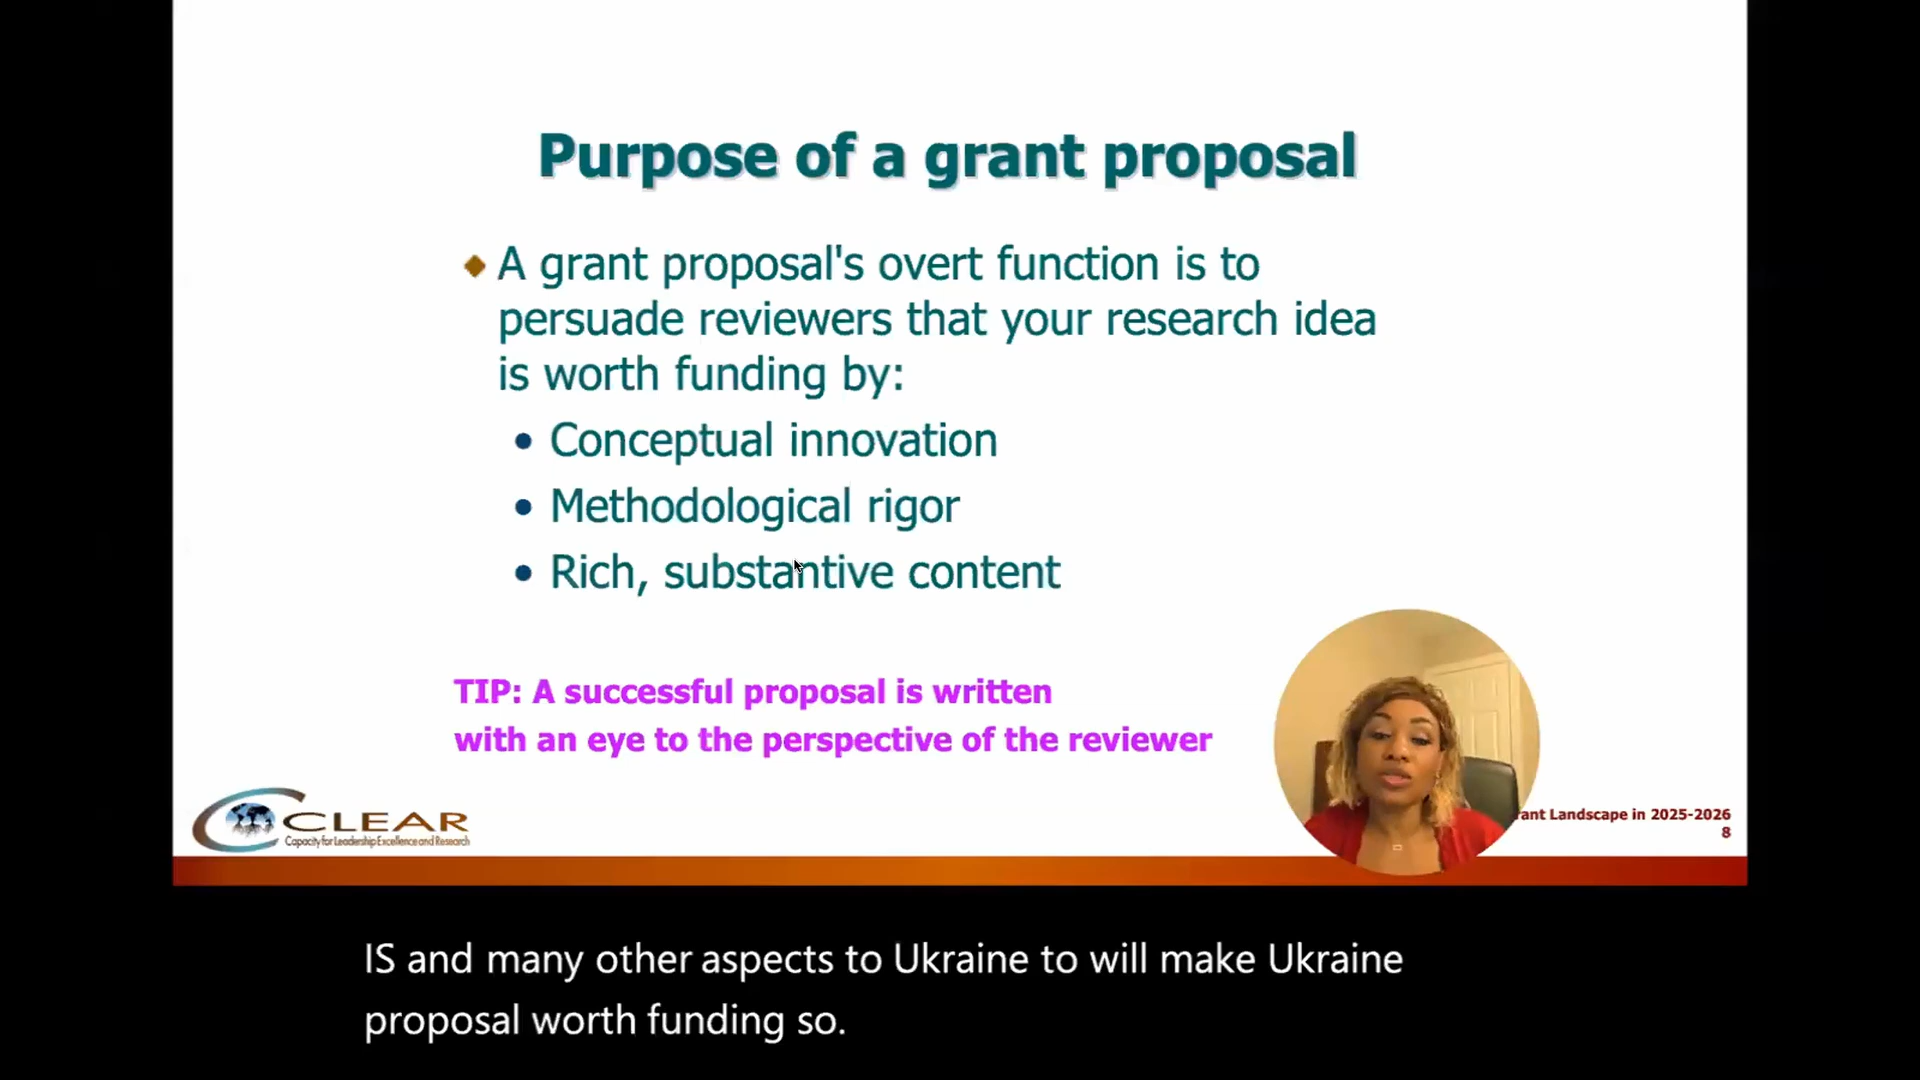 Purpose of a grant proposal
A grant proposal's overt function is to
persuade reviewers that your research idea
is worth funding by:
Conceptual innovation
Methodological rigor
Rich, substantive content
TIP: A successful proposal is written
with an eye to the perspective of the reviewer
CLEAR
Capacity for Leadership Excellence and Research
Landscape in 2025-2026
8
IS and many other aspects to Ukraine to will make Ukraine
proposal worth funding so.